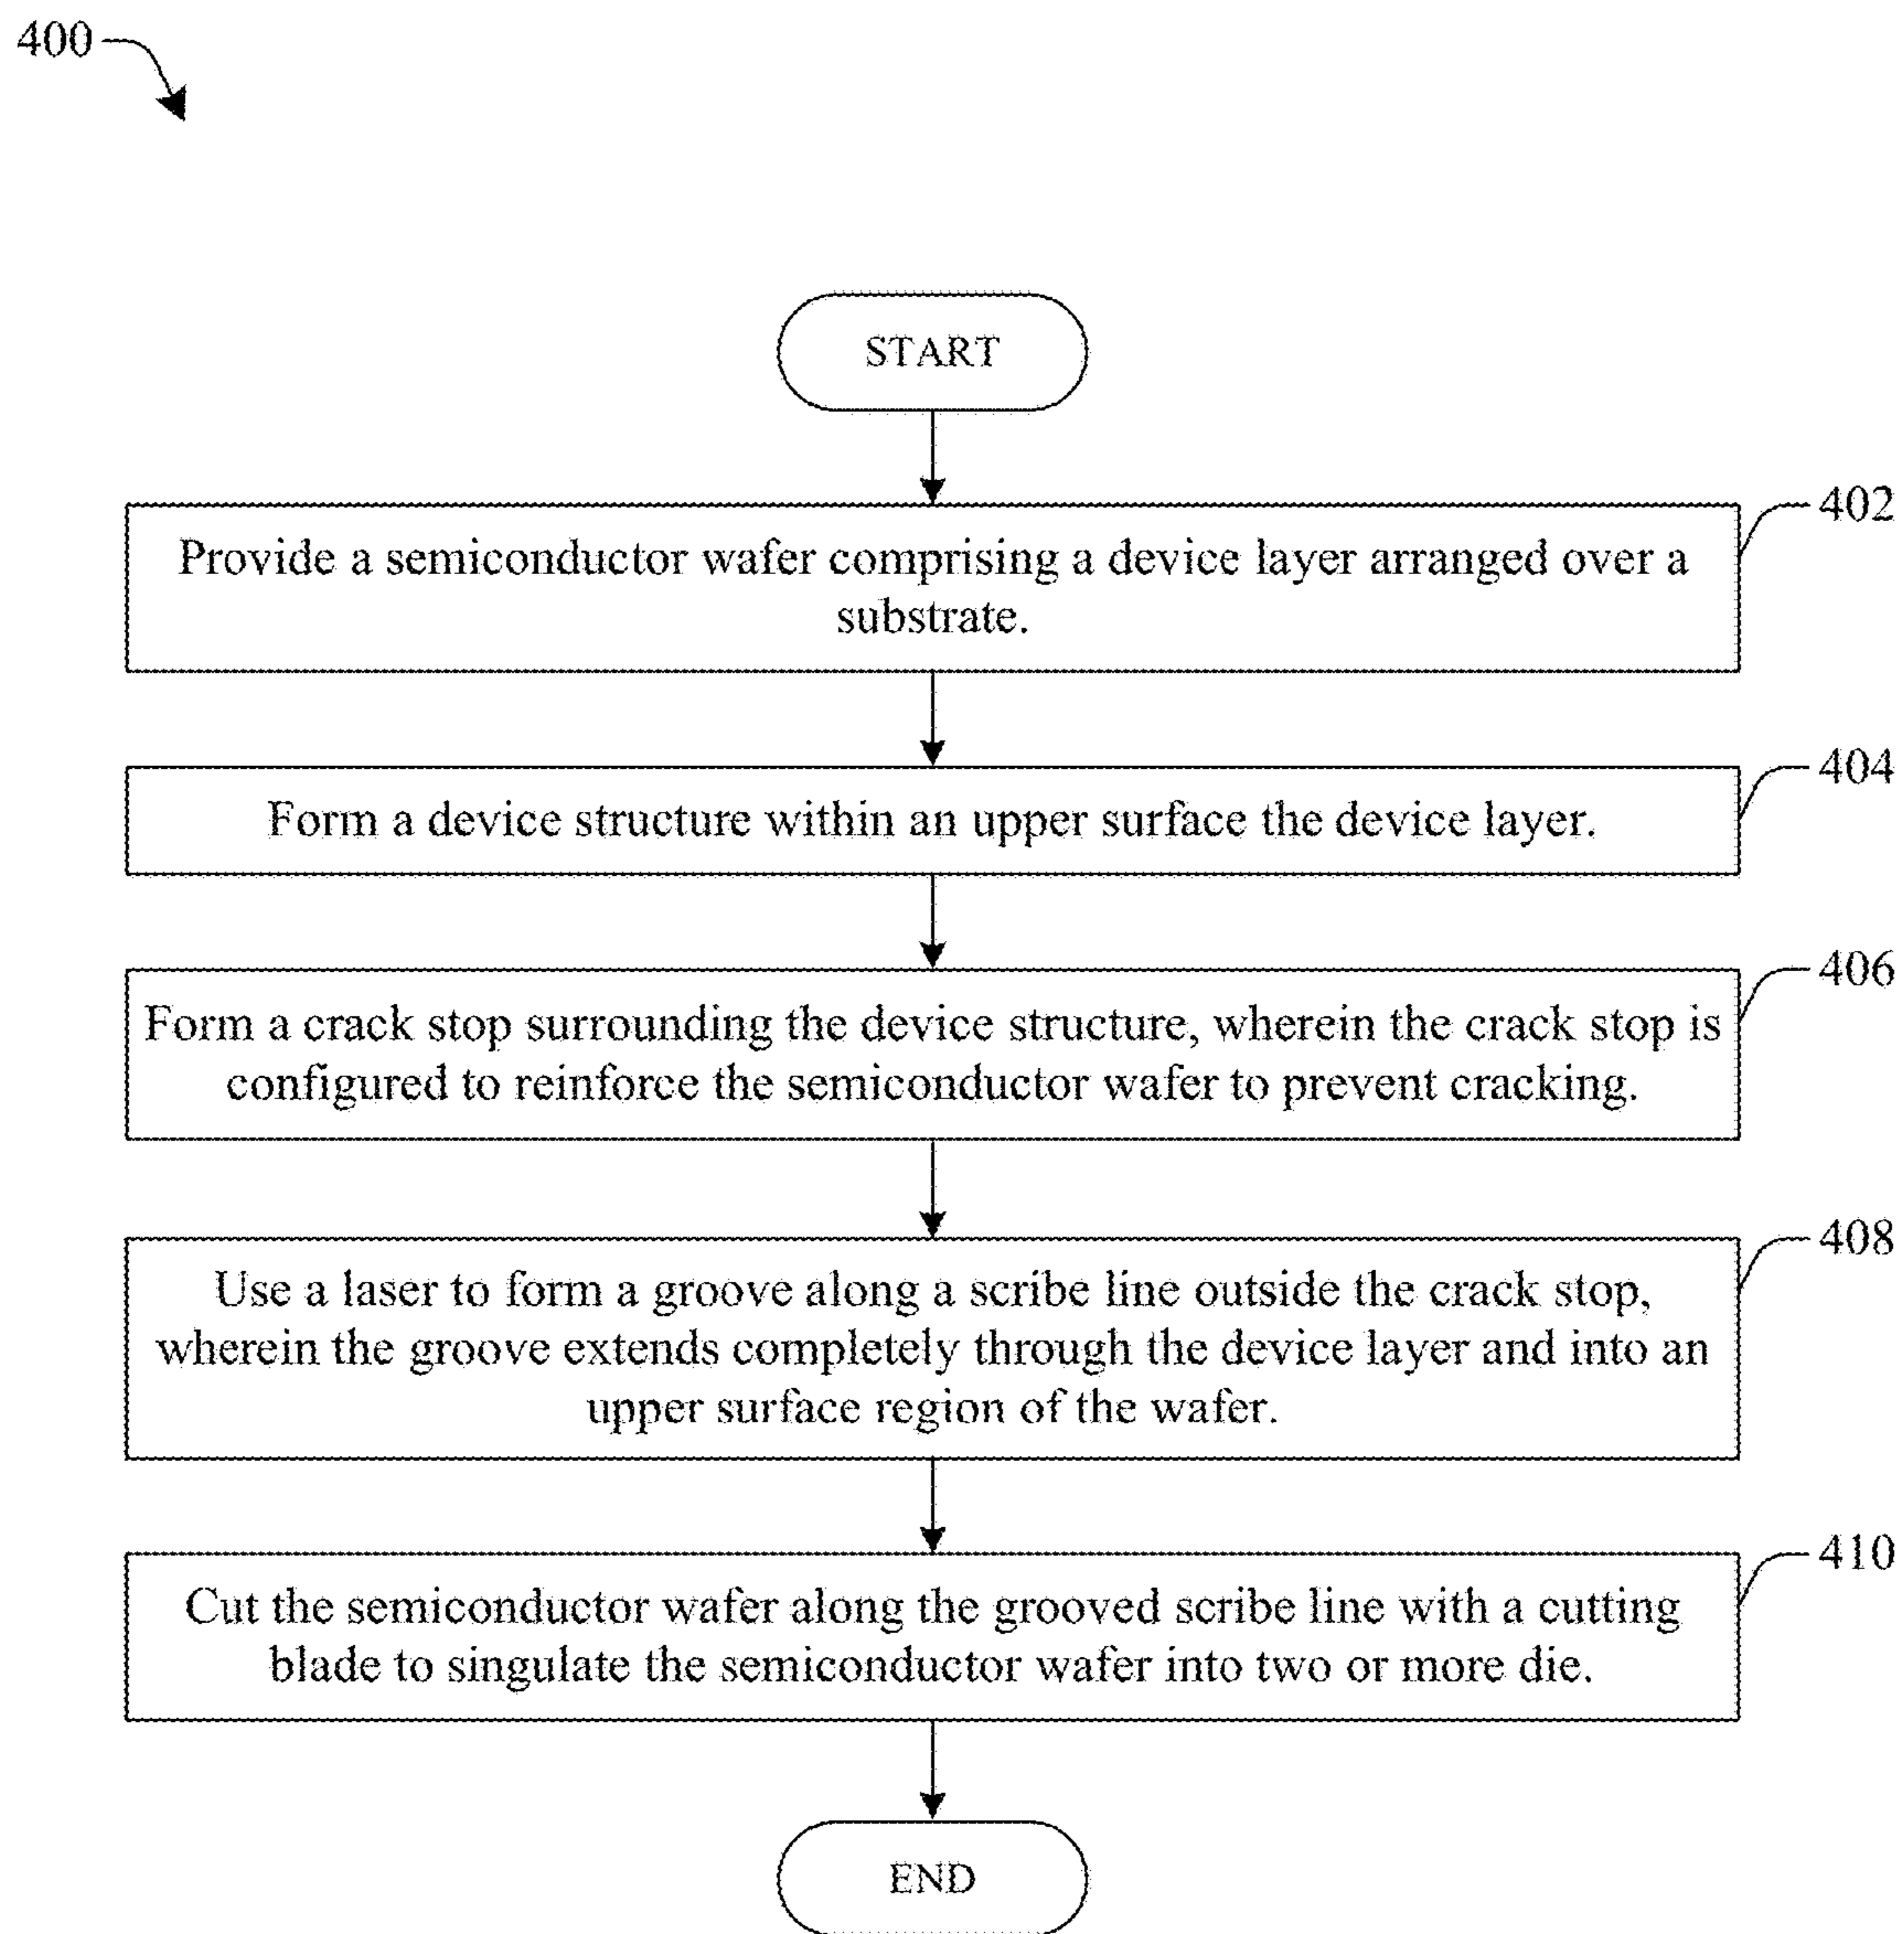 400
START
402
Provide a semiconductor wafer comprising a device layer arranged over a
substrate.
404
Form a device structure within an upper surface the device layer.
406
Form a crack stop surrounding the device structure, wherein the crack stop is
configured to reinforce the semiconductor wafer to prevent cracking.
408
Use a laser to form a groove along a scribe line outside the crack stop,
wherein the groove extends completely through the device layer and into an
upper surface region of the wafer.
410
Cut the semiconductor wafer along the grooved scribe line with a cutting
blade to singulate the semiconductor wafer into two or more die.
END